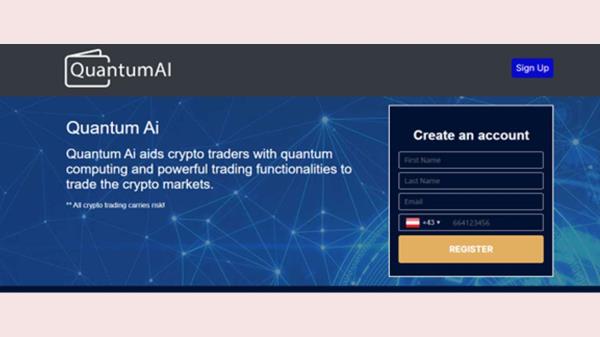 QuantumAI
Sign Up
Quantum Ai
Quantum Ai aids crypto traders with quantum
computing and powerful trading functionalities to
trade the crypto markets.
** All crypto trading carries risk!
Create an account
First Name
Last Name
Email
+43 664123456
REGISTER